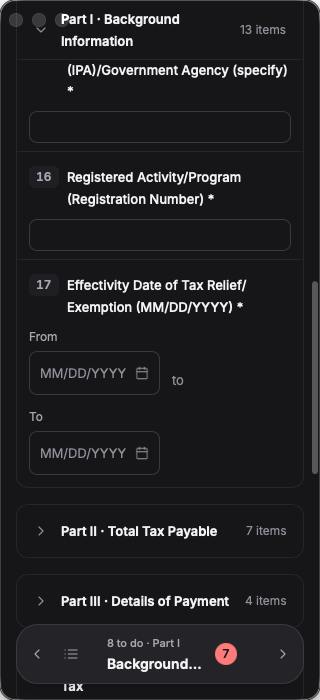 Part I · Background
Information
13 items
(IPA)/Government Agency (specify)
*
16
Registered Activity/Program
(Registration Number) *
17
Effectivity Date of Tax Relief/
Exemption (MM/DD/YYYY) *
From
MM/DD/YYYY
to
To
MM/DD/YYYY
Part II · Total Tax Payable
7 items
Part III · Details of Payment
4 items
8 to do · Part I
Background...
7
Tax